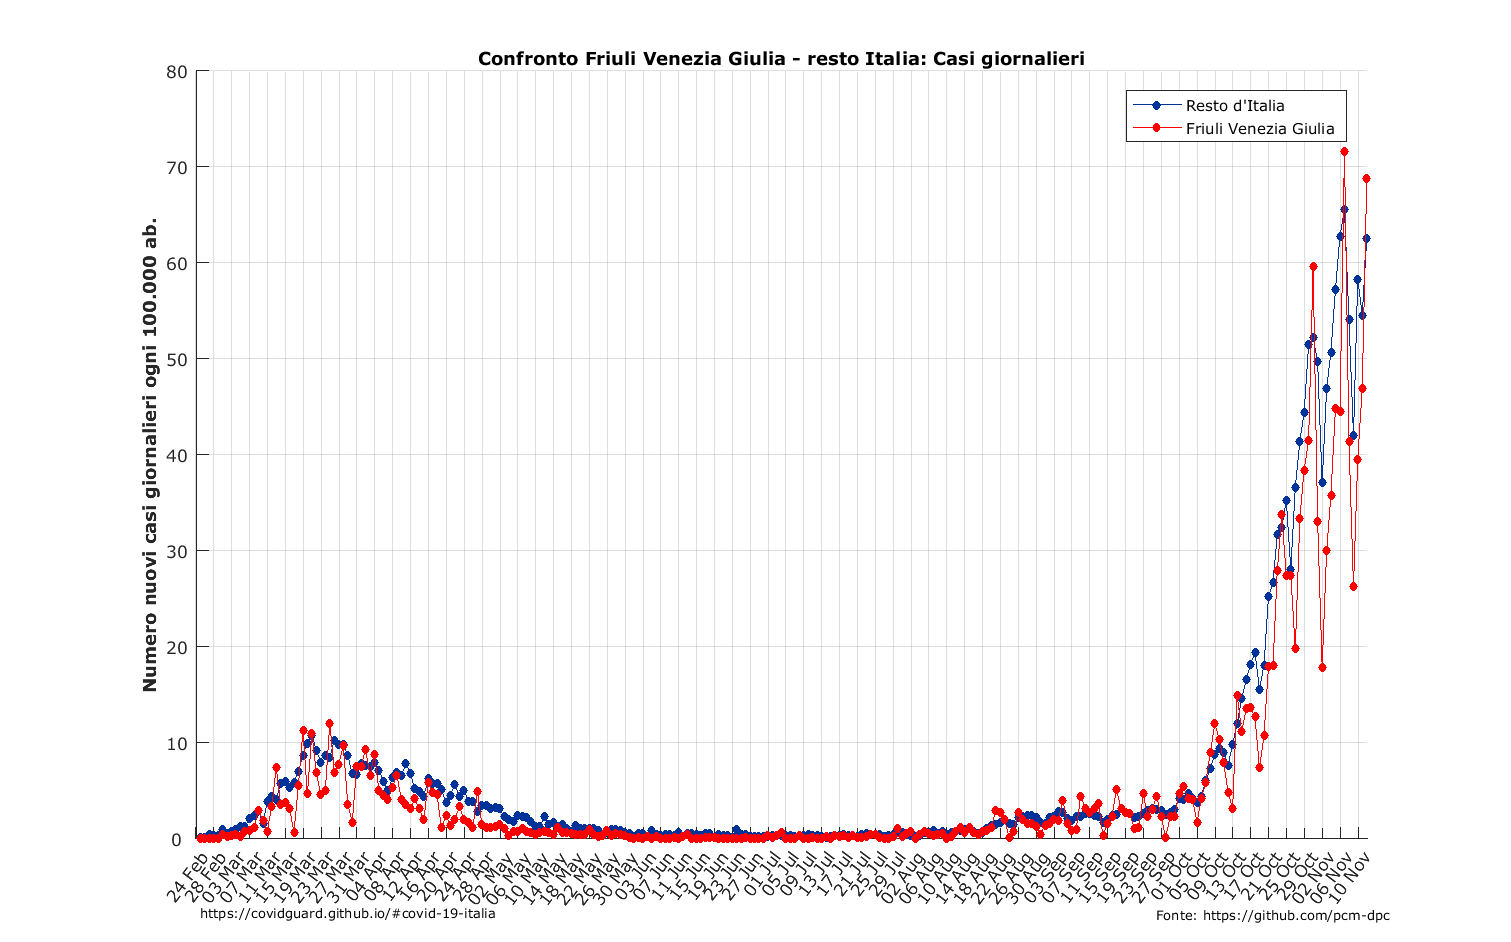 Confronto Friuli Venezia Giulia - resto Italia: Casi giornalieri
Resto d'Italia
Friuli Venezia Giulia
Numero nuovi casi giornalieri ogni 100.000 ab.
80
70
60
50
40
30
20
10
0
24 Feb
28 Feb
03 Mar
07 Mar
11 Mar
15 Mar
19 Mar
23 Mar
27 Mar
31 Mar
04 Apr
08 Apr
12 Apr
16 Apr
20 Apr
24 Apr
28 Apr
02 May
06 May
10 May
14 May
18 May
22 May
26 May
30 May
03 Jun
07 Jun
11 Jun
15 Jun
19 Jun
23 Jun
27 Jun
01 Jul
05 Jul
09 Jul
13 Jul
17 Jul
21 Jul
25 Jul
29 Jul
02 Aug
06 Aug
10 Aug
14 Aug
18 Aug
22 Aug
26 Aug
30 Aug
03 Sep
07 Sep
11 Sep
15 Sep
19 Sep
23 Sep
27 Sep
01 Oct
05 Oct
09 Oct
13 Oct
17 Oct
21 Oct
25 Oct
29 Oct
02 Nov
06 Nov
10 Nov
https://covidguard.github.io/#covid-19-italia
Fonte: https://github.com/pcm-dpc